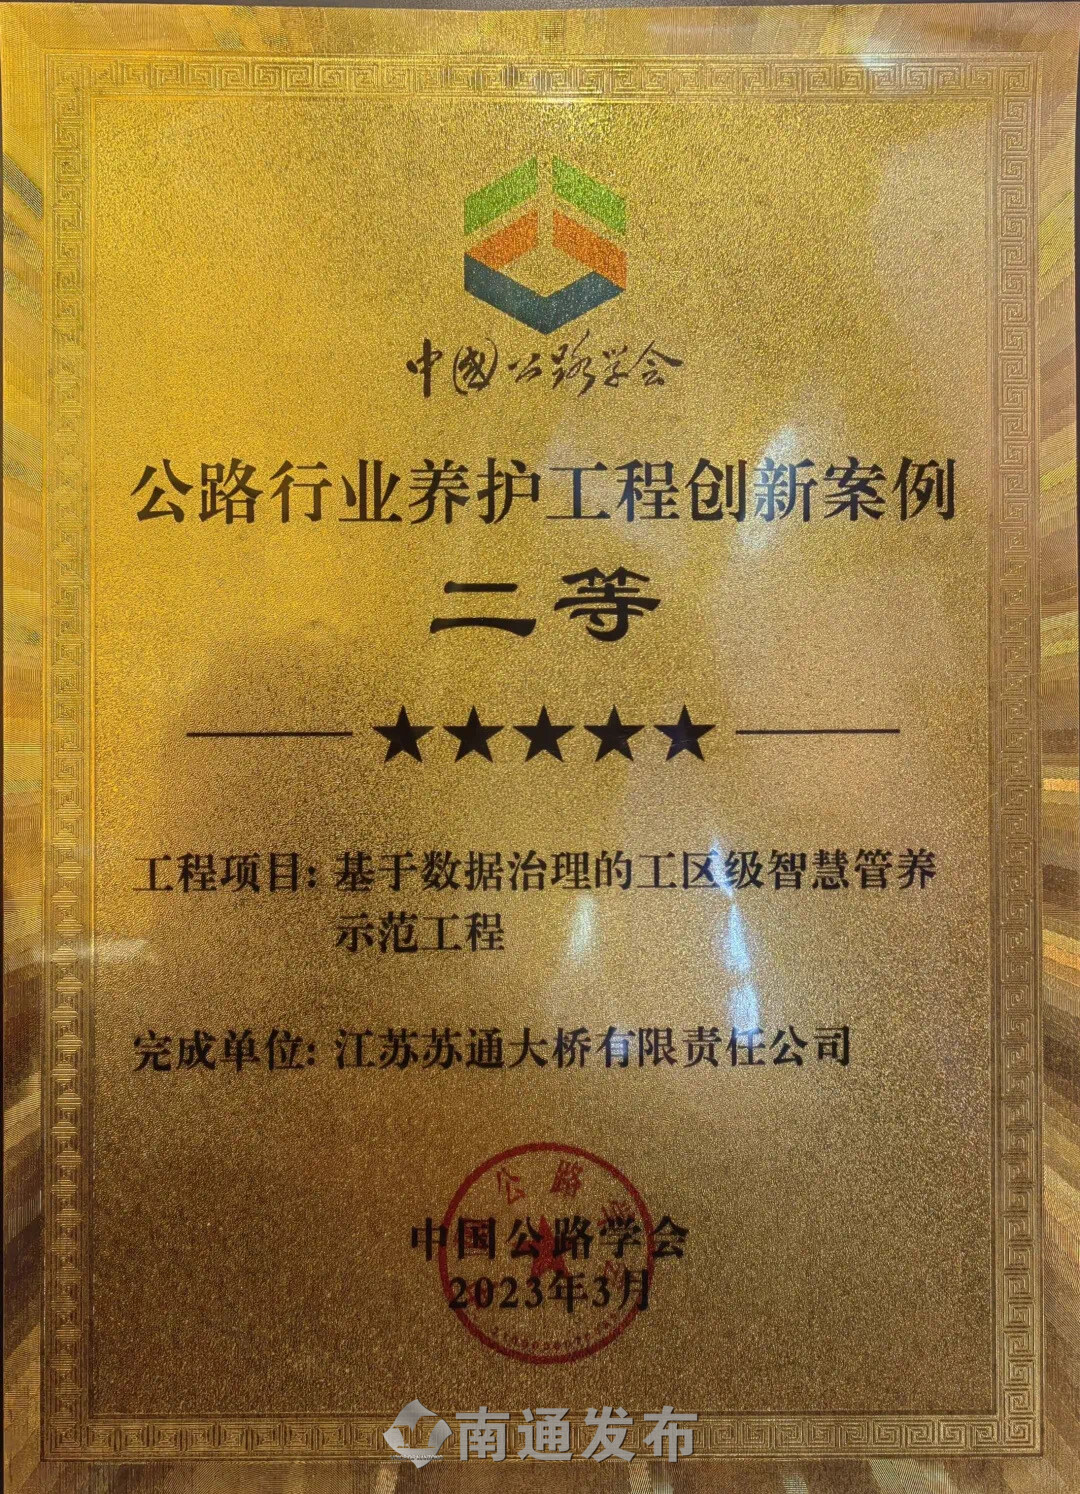 中国公路学会
公路行业养护工程创新案例
二等
工程项目: 基于数据治理的工区级智慧管养
示范工程
完成单位: 江苏苏通大桥有限责任公司
公路学
中国公路学会
2023年3月
南通发布